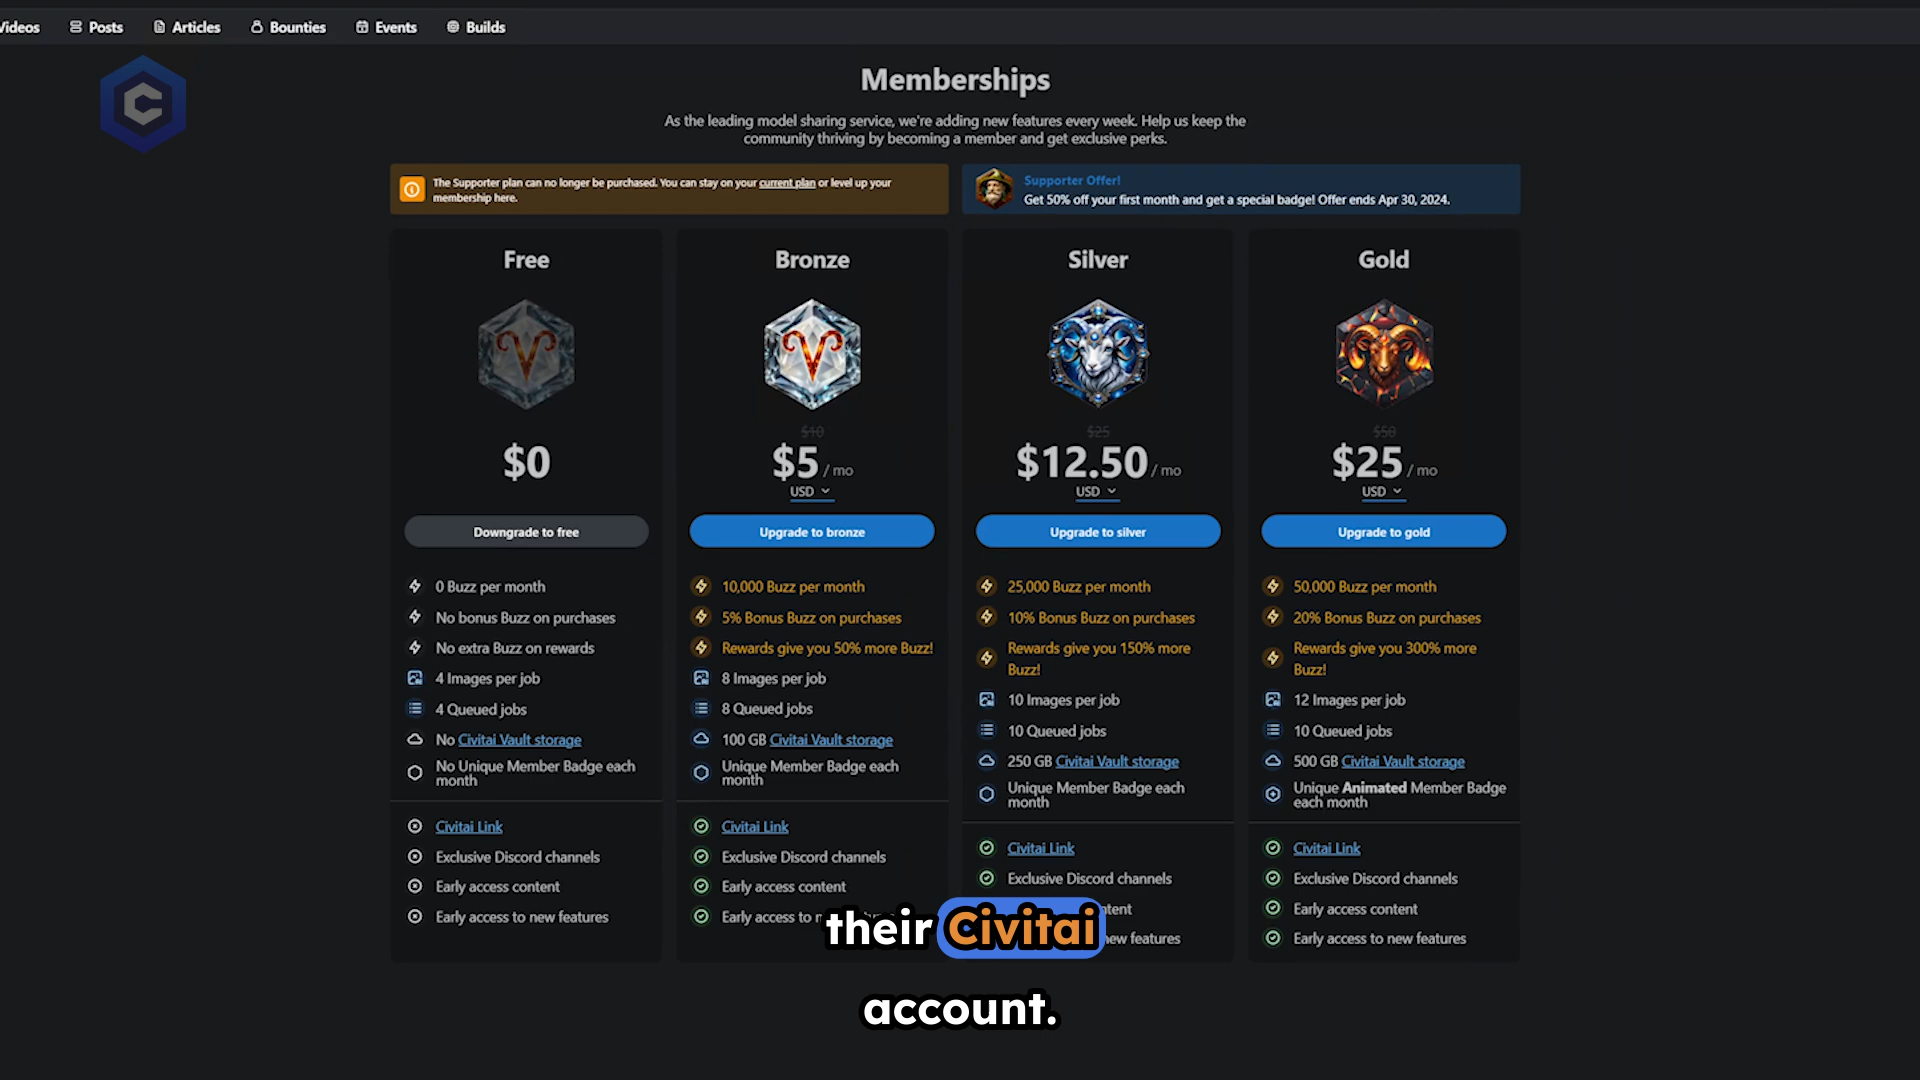 Videos Posts Articles Bounties Events Builds
Memberships
As the leading model sharing service, we're adding new features every week. Help us keep the
community thriving by becoming a member and get exclusive perks.
The Supporter plan can no longer be purchased. You can stay on your current plan or level up your
membership here.
Supporter Offer!
Get 50% off your first month and get a special badge! Offer ends Apr 30, 2024.
Free
$0
Downgrade to free
0 Buzz per month
No bonus Buzz on purchases
No extra Buzz on rewards
4 Images per job
4 Queued jobs
No Civitai Vault storage
No Unique Member Badge each
month
Civitai Link
Exclusive Discord channels
Early access content
Early access to new features
Bronze
$10
$5 / mo
USD
Upgrade to bronze
10,000 Buzz per month
5% Bonus Buzz on purchases
Rewards give you 50% more Buzz!
8 Images per job
8 Queued jobs
100 GB Civitai Vault storage
Unique Member Badge each
month
Civitai Link
Exclusive Discord channels
Early access content
Early access to
Silver
$25
$12.50 / mo
USD
Upgrade to silver
25,000 Buzz per month
10% Bonus Buzz on purchases
Rewards give you 150% more
Buzz!
10 Images per job
10 Queued jobs
250 GB Civitai Vault storage
Unique Member Badge each
month
Civitai Link
Exclusive Discord channels
features
Gold
$50
$25 / mo
USD
Upgrade to gold
50,000 Buzz per month
20% Bonus Buzz on purchases
Rewards give you 300% more
Buzz!
12 Images per job
10 Queued jobs
500 GB Civitai Vault storage
Unique Animated Member Badge
each month
Civitai Link
Exclusive Discord channels
Early access content
Early access to new features
their Civitai
account.